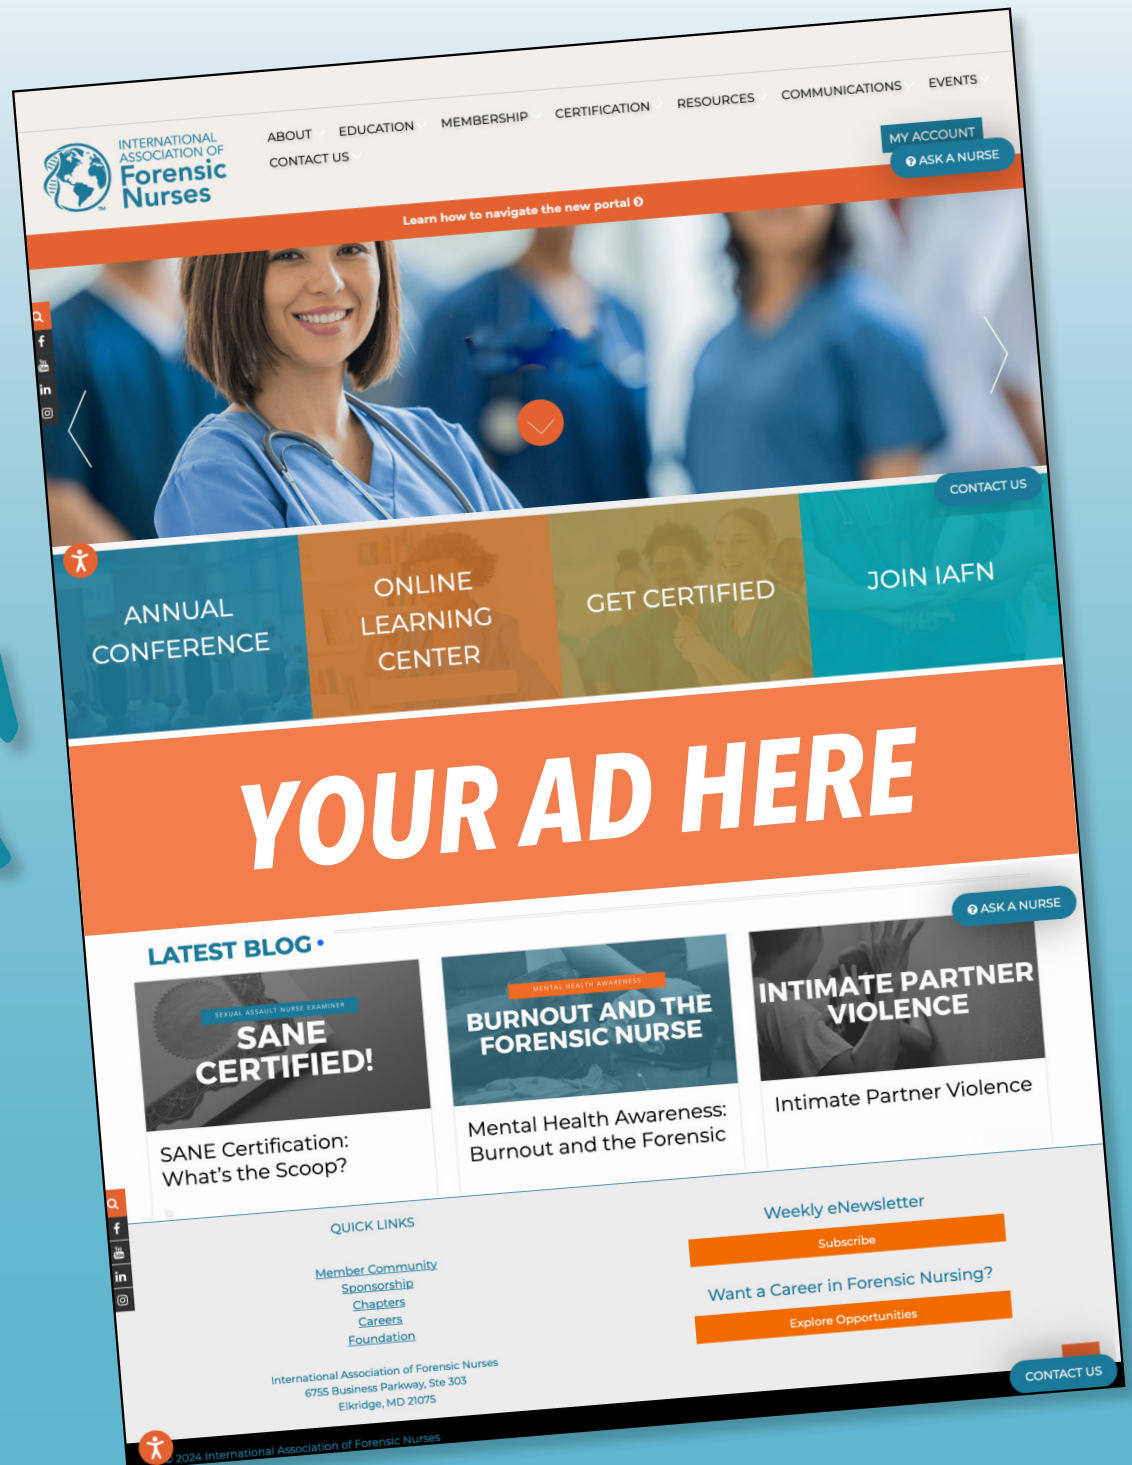 INTERNATIONAL
ASSOCIATION OF
Forensic
Nurses
TM
ABOUT EDUCATION MEMBERSHIP CERTIFICATION RESOURCES COMMUNICATIONS EVENTS
CONTACT US
MY ACCOUNT
ASK A NURSE
Learn how to navigate the new portal
CONTACT US
ANNUAL
CONFERENCE
ONLINE
LEARNING
CENTER
GET CERTIFIED
JOIN IAFN
YOUR AD HERE
ASK A NURSE
LATEST BLOG
SEXUAL ASSAULT NURSE EXAMINER
SANE
CERTIFIED!
SANE Certification:
What's the Scoop?
MENTAL HEALTH AWARENESS
BURNOUT AND THE
FORENSIC NURSE
Mental Health Awareness:
Burnout and the Forensic
INTIMATE PARTNER
VIOLENCE
Intimate Partner Violence
QUICK LINKS
Member Community
Sponsorship
Chapters
Careers
Foundation
International Association of Forensic Nurses
6755 Business Parkway, Ste 303
Elkridge, MD 21075
Weekly eNewsletter
Subscribe
Want a Career in Forensic Nursing?
Explore Opportunities
CONTACT US
2024 International Association of Forensic Nurses